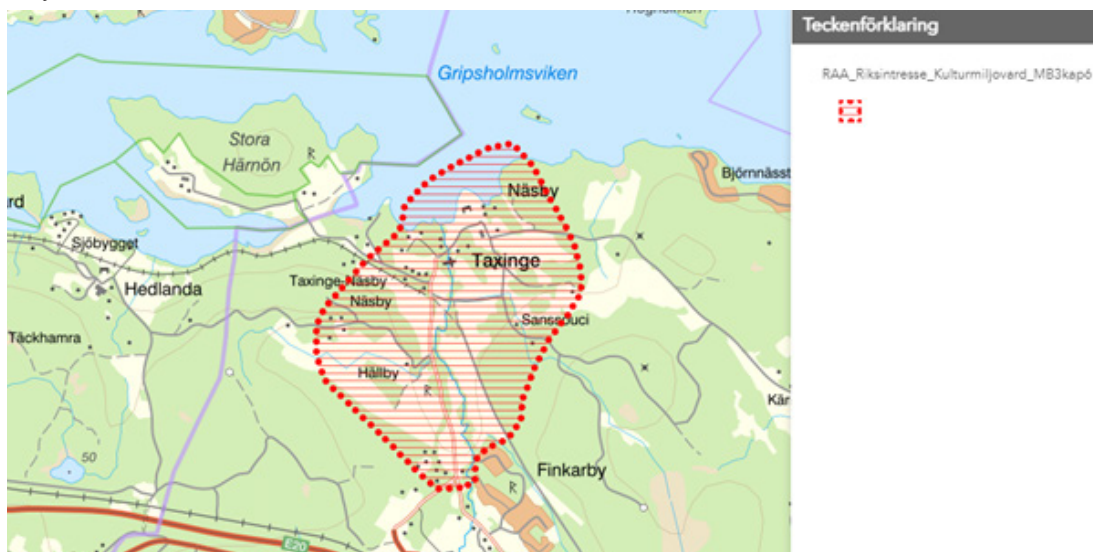 Teckenförklaring
RAA_Riksintresse_Kulturmiljovard_MB3kap6
Gripsholmsviken
Stora
Härnön
R
Björnnässt
Näsby
rd
Sjöbygget
Taxinge
Hedlanda
Taxinge-Näsby
Näsby
Sanssouci
Täckhamra
Hällby
R
Kär
50
Finkarby
R
E20